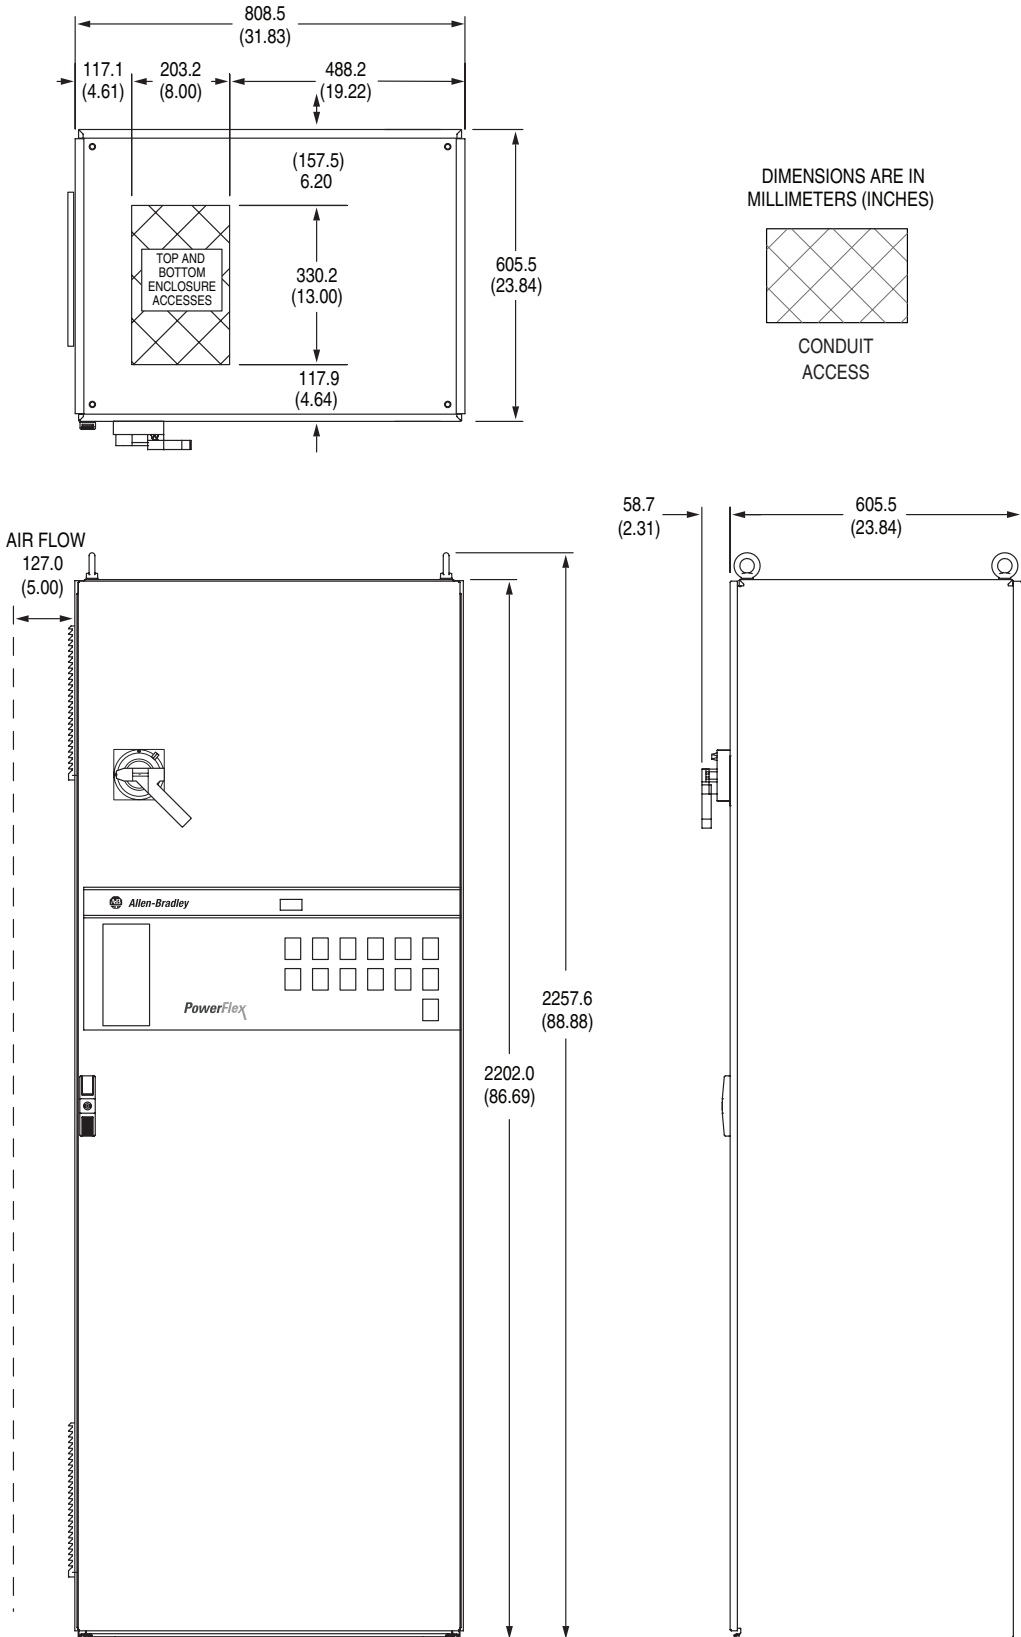 808.5
(31.83)
117.1
(4.61)
203.2
(8.00)
488.2
(19.22)
(157.5)
6.20
TOP AND
BOTTOM
ENCLOSURE
ACCESSES
330.2
(13.00)
605.5
(23.84)
117.9
(4.64)
DIMENSIONS ARE IN
MILLIMETERS (INCHES)
CONDUIT
ACCESS
AIR FLOW
127.0
(5.00)
58.7
(2.31)
605.5
(23.84)
Allen-Bradley
PowerFlex
2257.6
(88.88)
2202.0
(86.69)